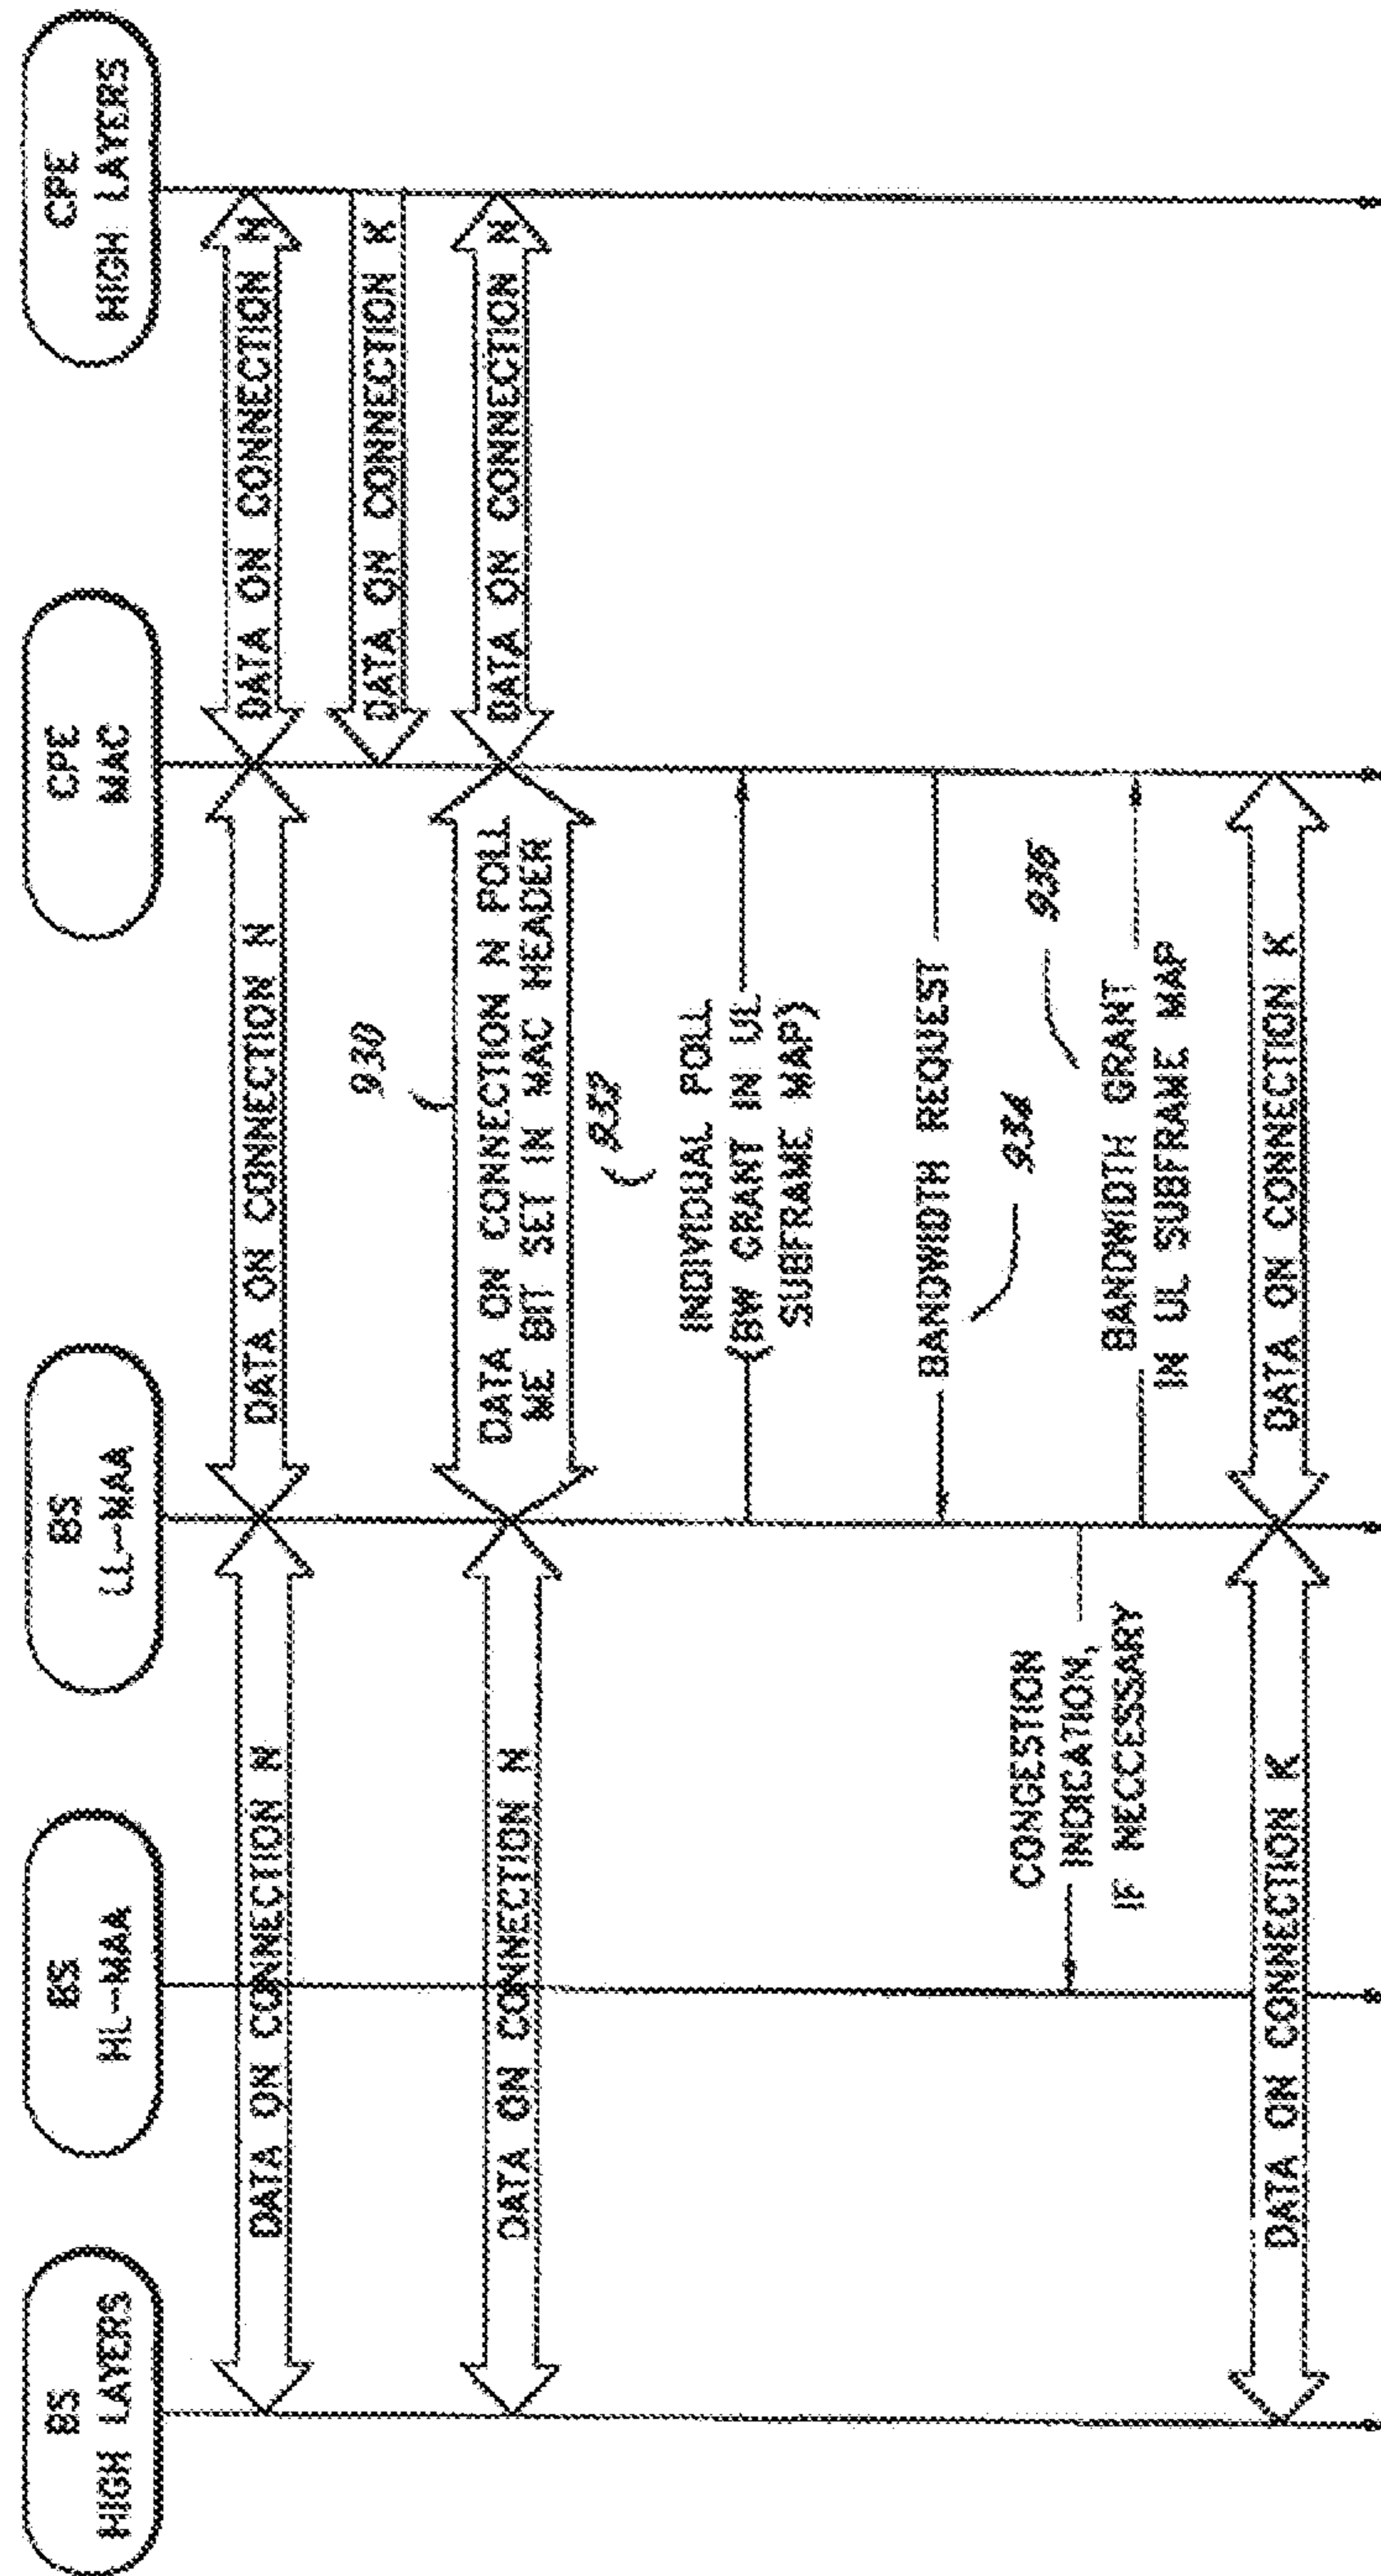 BS
HIGH LAYERS
BS
HL-MAA
BS
LL-MAA
CPE
MAC
CPE
HIGH LAYERS
DATA ON CONNECTION N
DATA ON CONNECTION N
DATA ON CONNECTION N
DATA ON CONNECTION K
930
DATA ON CONNECTION N
DATA ON CONNECTION N POLL
ME BIT SET IN MAC HEADER
DATA ON CONNECTION N
INDIVIDUAL POLL
(BW GRANT IN UL
SUBFRAME MAP)
BANDWIDTH REQUEST
934
CONGESTION
INDICATION,
IF NECCESSARY
BANDWIDTH GRANT
IN UL SUBFRAME MAP
DATA ON CONNECTION K
DATA ON CONNECTION K